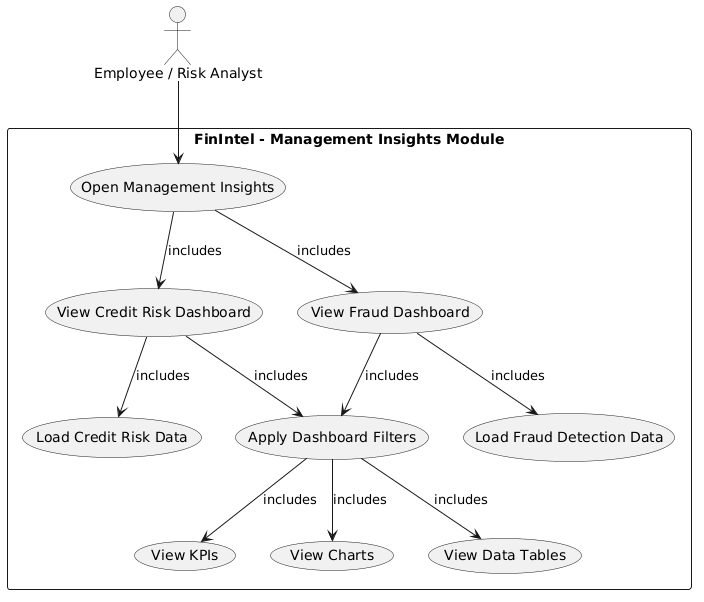 Employee / Risk Analyst
FinIntel - Management Insights Module
Open Management Insights
includes
includes
View Credit Risk Dashboard
View Fraud Dashboard
includes
includes
includes
includes
Load Credit Risk Data
Apply Dashboard Filters
Load Fraud Detection Data
includes
includes
includes
View KPIs
View Charts
View Data Tables